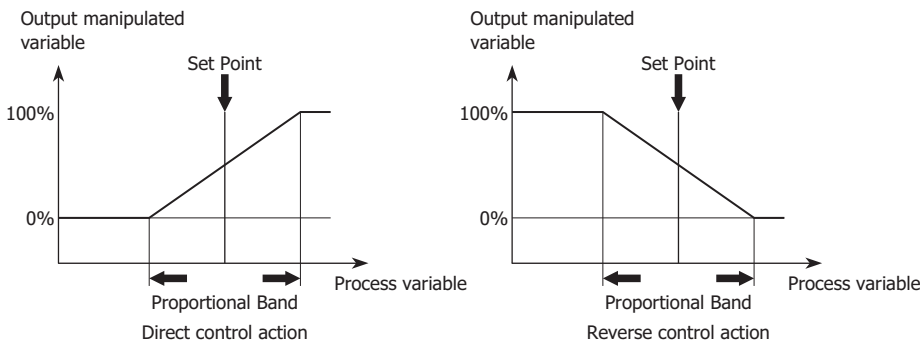 Output manipulated
variable
Set Point
100%
0%
Process variable
Proportional Band
Direct control action
Output manipulated
variable
Set Point
100%
0%
Process variable
Proportional Band
Reverse control action